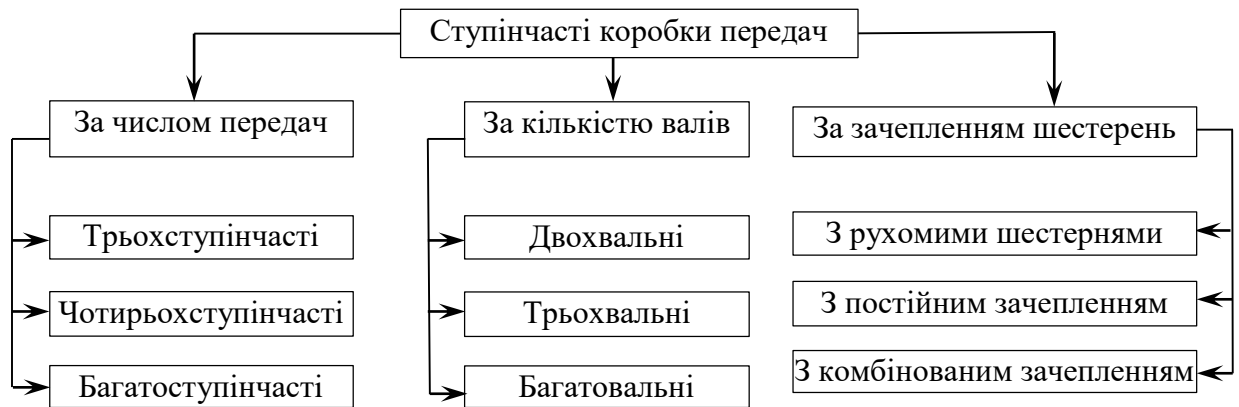 Ступінчасті коробки передач
За числом передач
За кількістю валів
За зачепленням шестерень
Трьохступінчасті
Двохвальні
З рухомими шестернями
Чотирьохступінчасті
Трьохвальні
З постійним зачепленням
Багатоступінчасті
Багатовальні
З комбінованим зачепленням